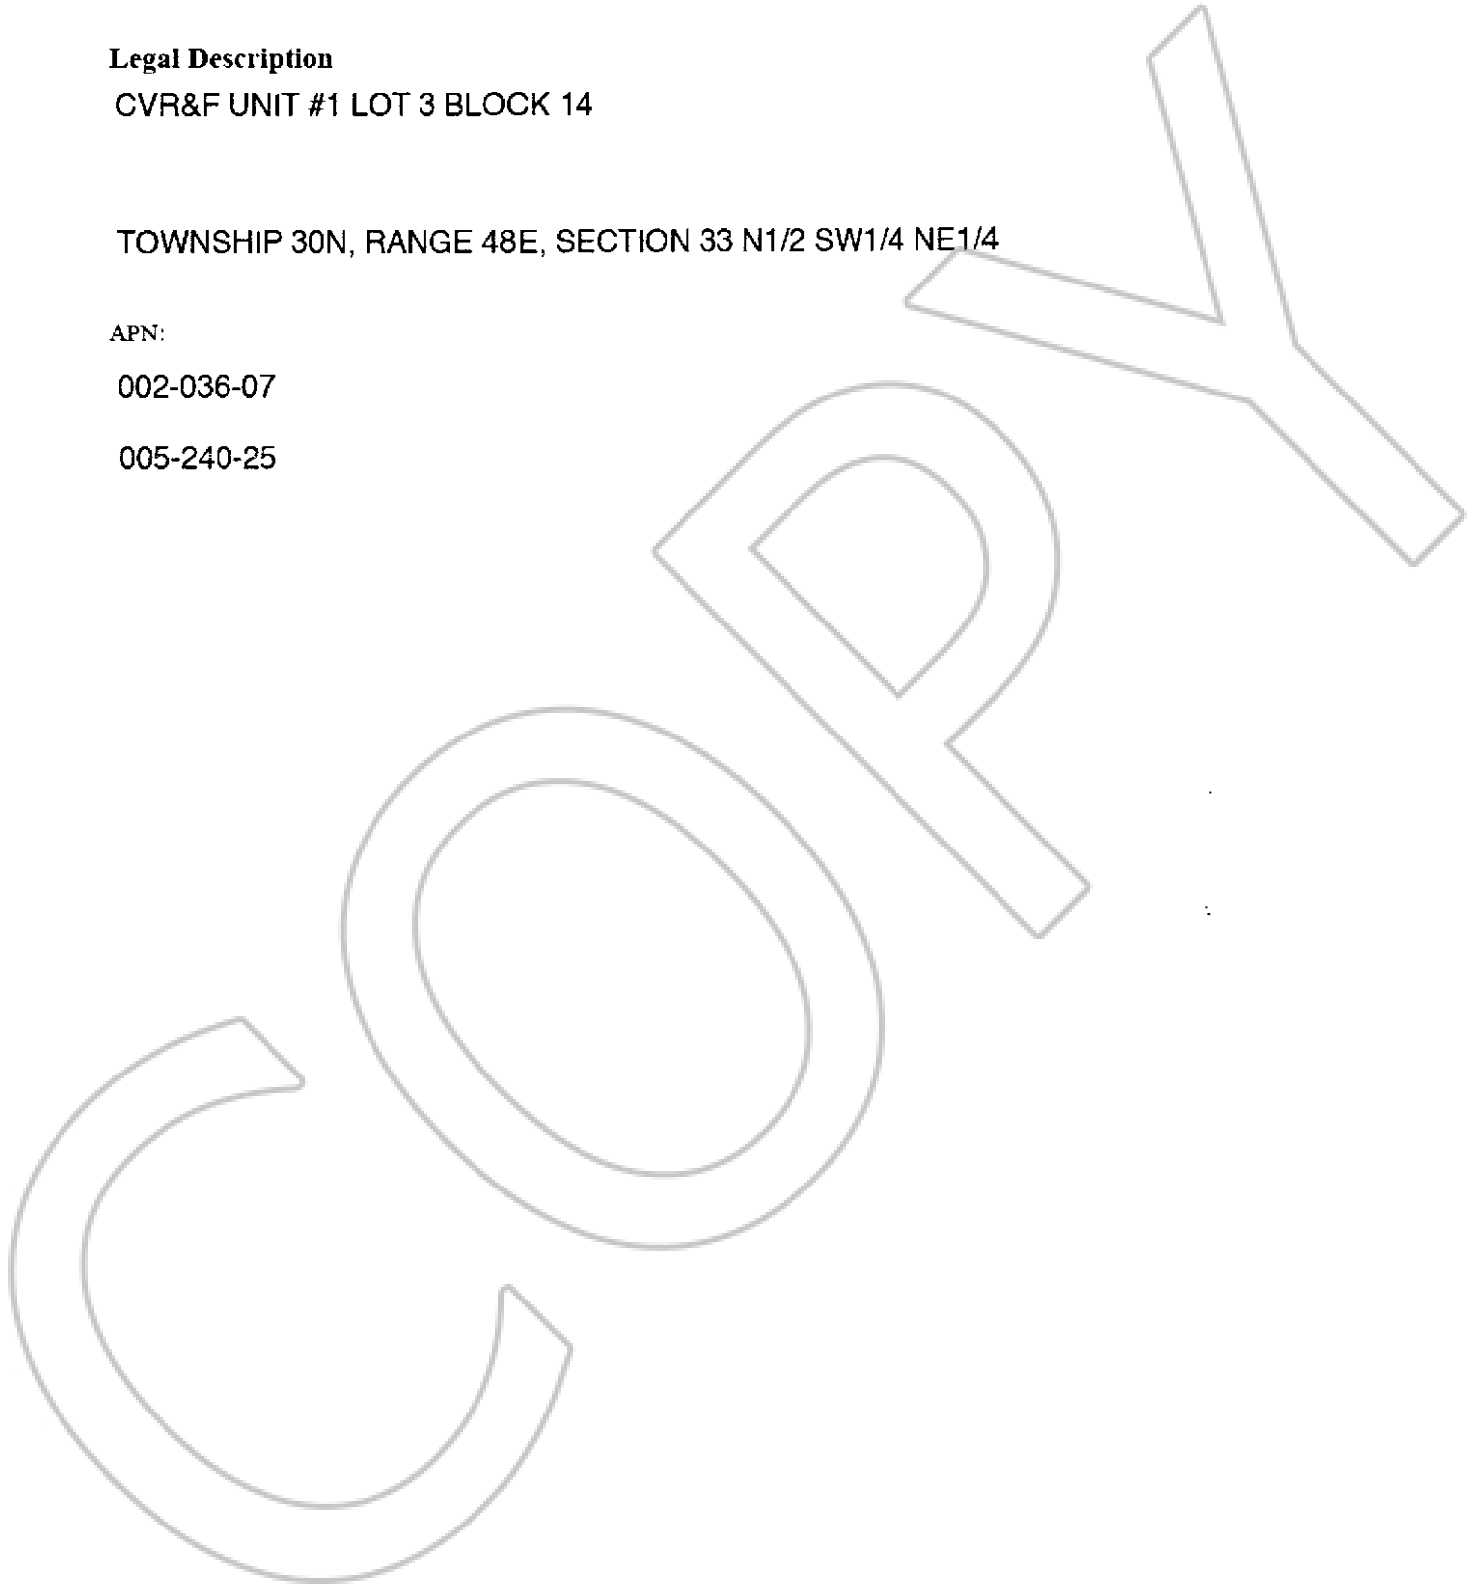 Legal Description
CVR&F UNIT #1 LOT 3 BLOCK 14
TOWNSHIP 30N, RANGE 48E, SECTION 33 N1/2 SW1/4 NE1/4
APN:
002-036-07
005-240-25
COPY